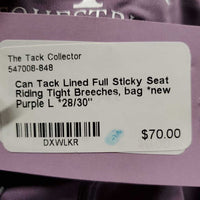 The Tack Collector
547008-848
Can Tack Lined Full Sticky Seat
Riding Tight Breeches, bag *new
Purple L *28/30"
$70.00
DXWLKR